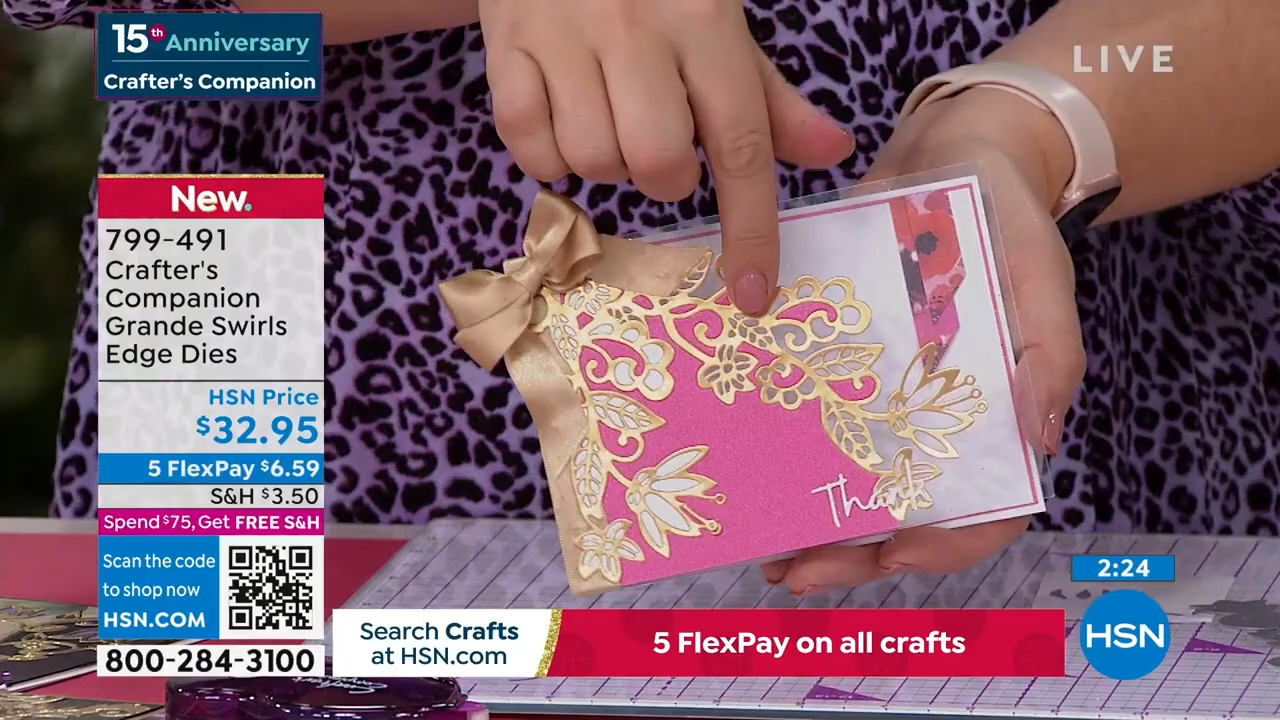 15th Anniversary
Crafter's Companion
LIVE
New.
799-491
Crafter's
Companion
Grande Swirls
Edge Dies
HSN Price
$32.95
5 FlexPay $6.59
S&H $3.50
Spend $75, Get FREE S&H
Scan the code
to shop now
HSN.COM
800-284-3100
Search Crafts
at HSN.com
5 FlexPay on all crafts
2:24
HSN
Thank